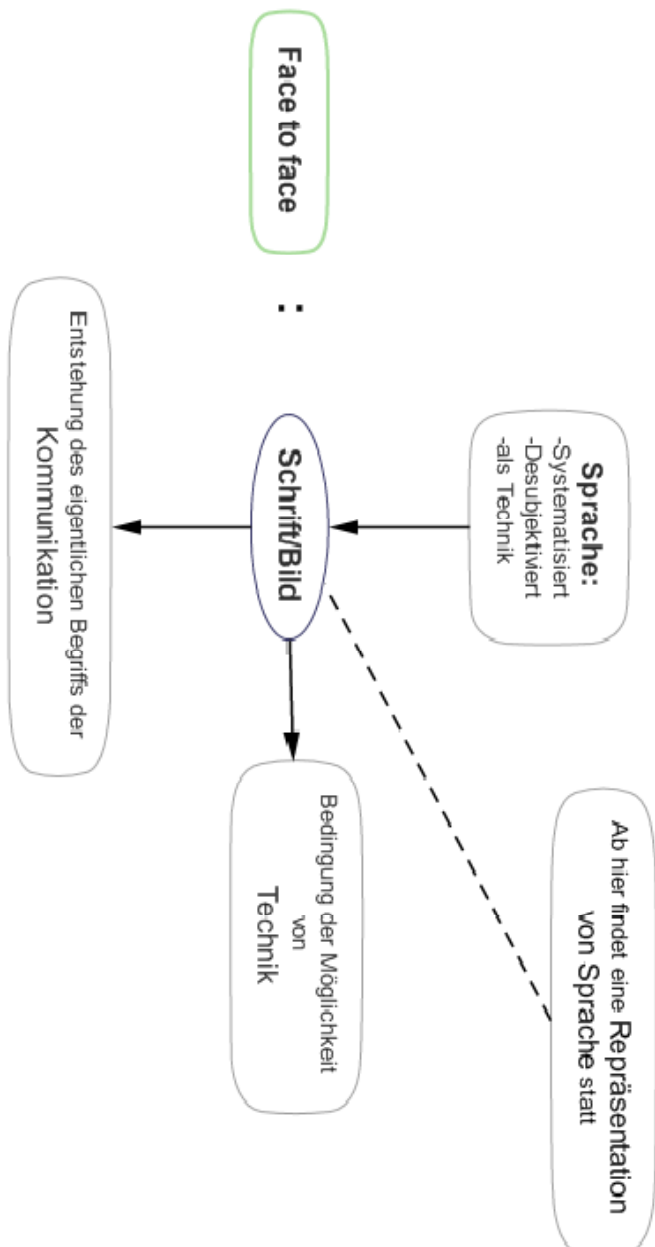 Ab hier findet eine Repräsentation
von Sprache statt
Sprache:
-Systematisiert
-Desubjektiviert
-als Technik
Face to face
:
Schrift/Bild
Bedingung der Möglichkeit
von
Technik
Entstehung des eigentlichen Begriffs der
Kommunikation